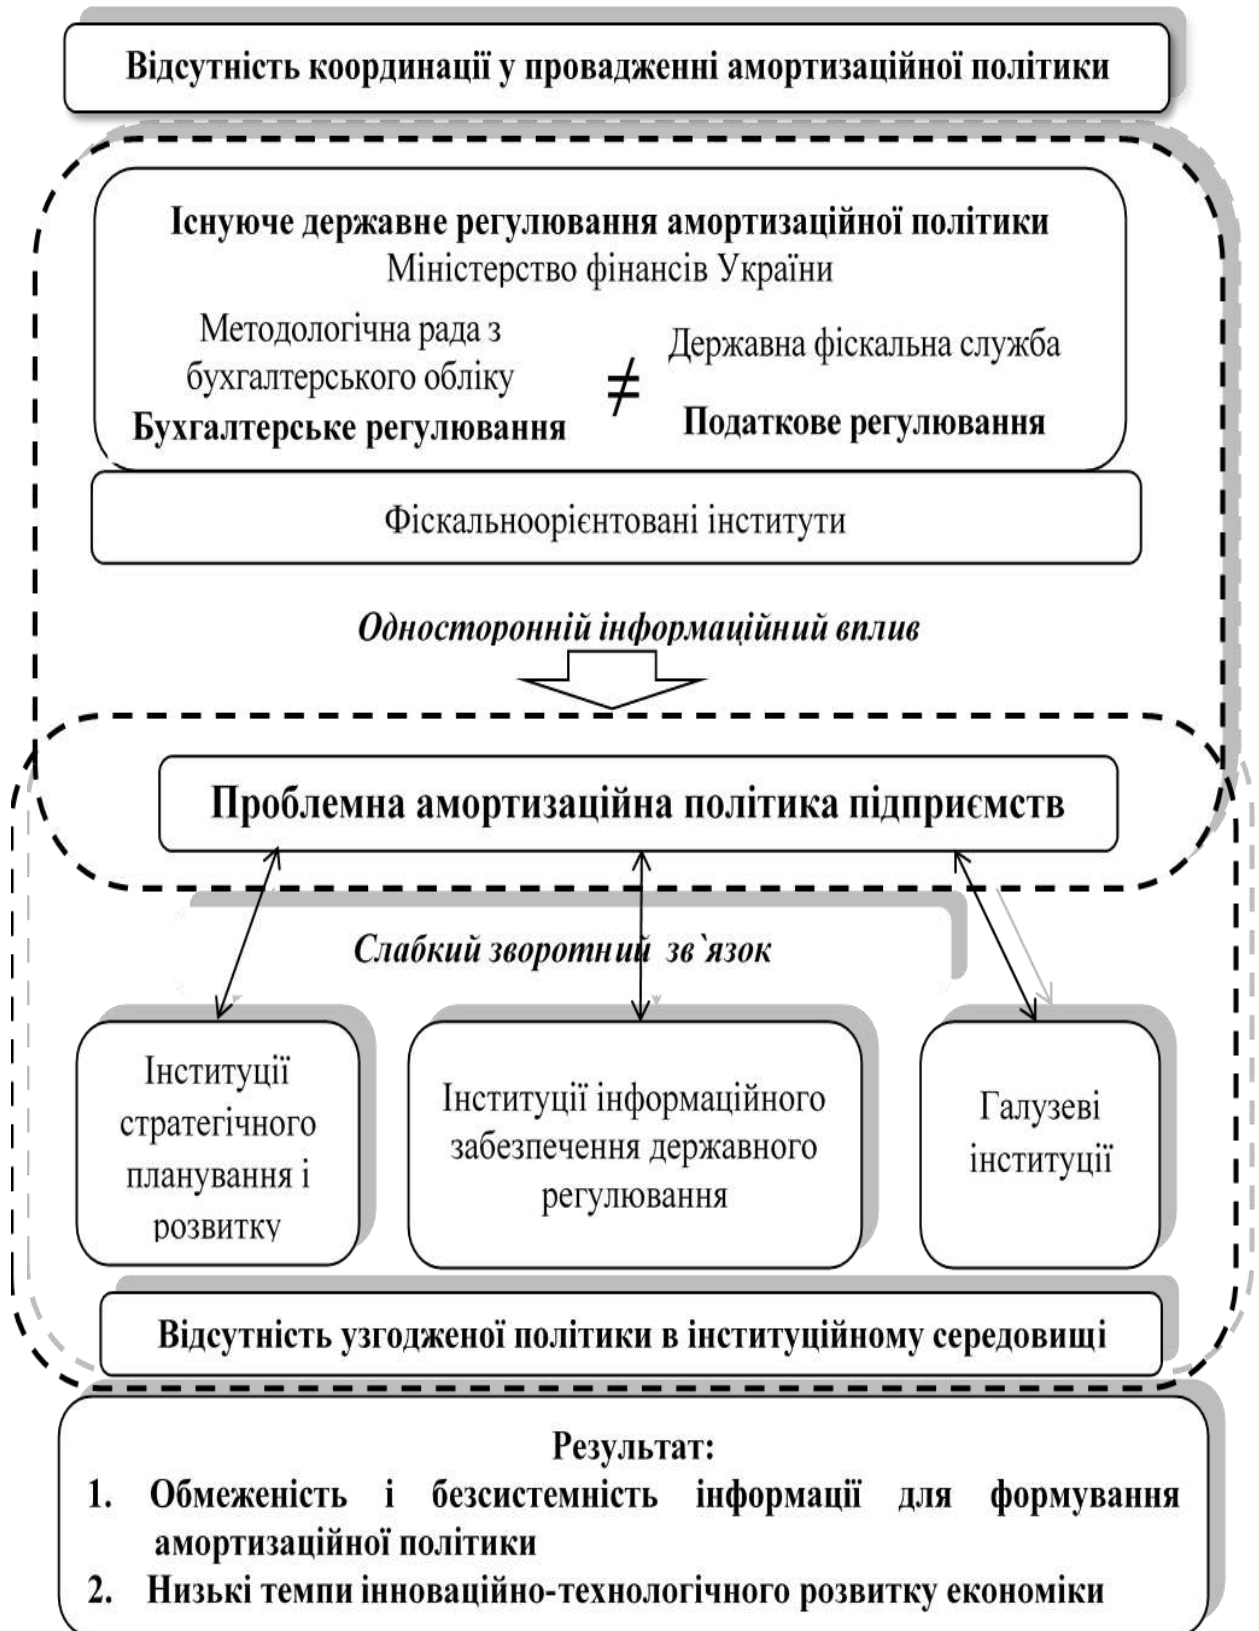 Відсутність координації у провадженні амортизаційної політики
Існуюче державне регулювання амортизаційної політики
Міністерство фінансів України
Методологічна рада з
бухгалтерського обліку
Бухгалтерське регулювання
≠
Державна фіскальна служба
Податкове регулювання
Фіскальноорієнтовані інститути
Односторонній інформаційний вплив
Проблемна амортизаційна політика підприємств
Слабкий зворотний зв`язок
Інституції
стратегічного
планування і
розвитку
Інституції інформаційного
забезпечення державного
регулювання
Галузеві
інституції
Відсутність узгодженої політики в інституційному середовищі
Результат:
1. Обмеженість і безсистемність інформації для формування
амортизаційної політики
2. Низькі темпи інноваційно-технологічного розвитку економіки